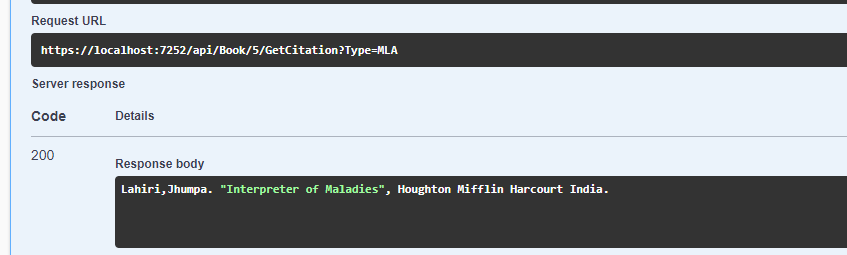 Request URL
https://localhost:7252/api/Book/5/GetCitation?Type=MLA
Server response
Code Details
200
Response body
Lahiri,Jhumpa. "Interpreter of Maladies", Houghton Mifflin Harcourt India.